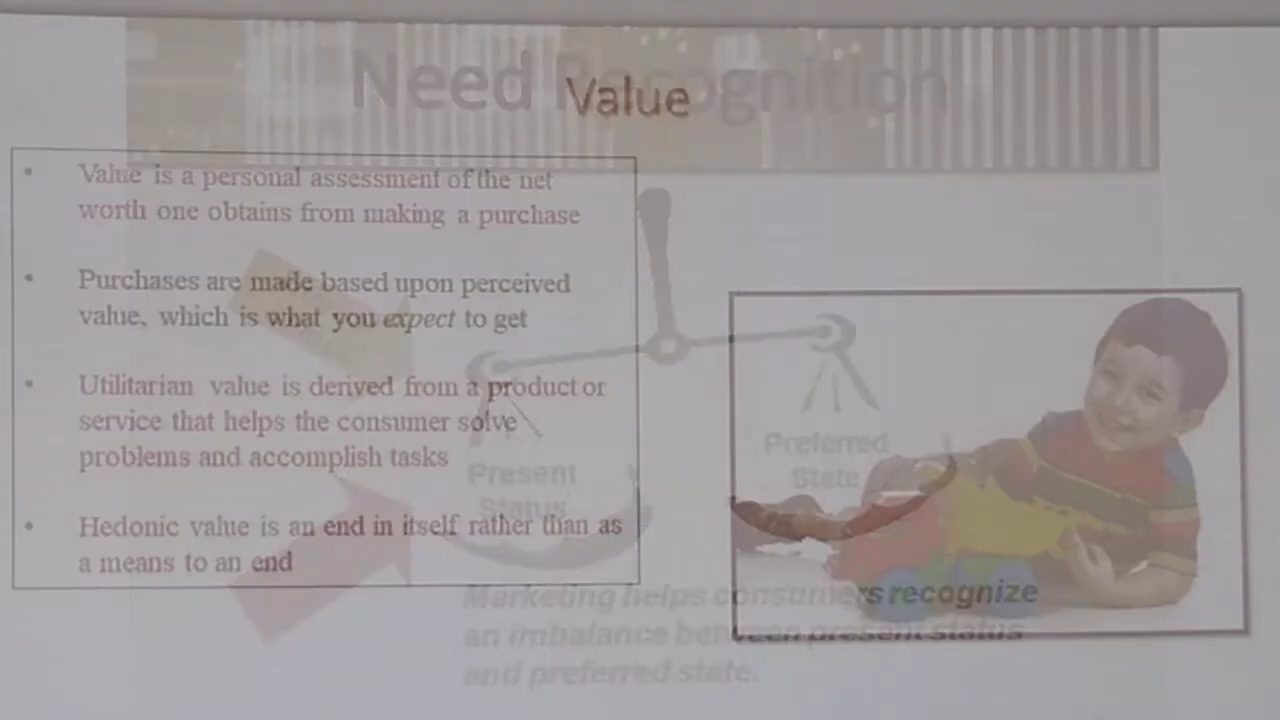 Need Recognition
Value
• Value is a personal assessment of the net
worth one obtains from making a purchase
• Purchases are made based upon perceived
value, which is what you expect to get
• Utilitarian value is derived from a product or
service that helps the consumer solve
problems and accomplish tasks
• Hedonic value is an end in itself rather than as
a means to an end
Present
Status
Preferred
State
Marketing helps consumers recognize
an imbalance between present status
and preferred state.